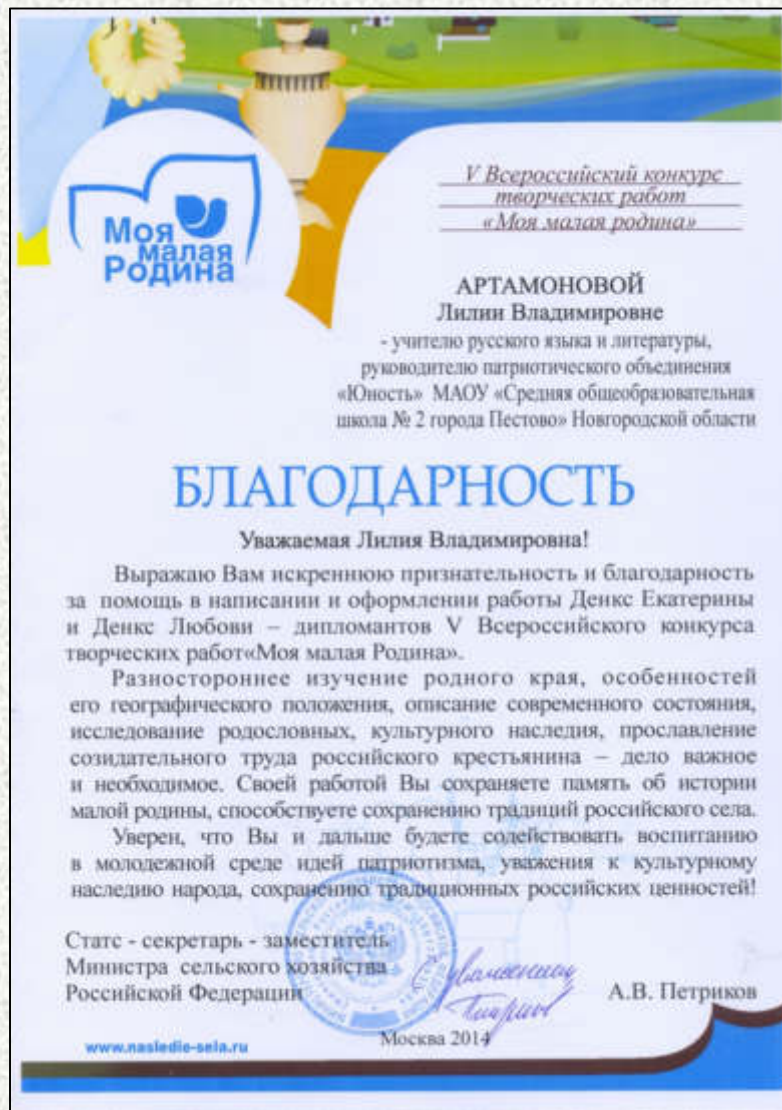 Моя
малая
Родина
V Всероссийский конкурс
творческих работ
«Моя малая родина»
АРТАМОНОВОЙ
Лилии Владимировне
- учителю русского языка и литературы,
руководителю патриотического объединения
«Юность» МАОУ «Средняя общеобразовательная
школа № 2 города Пестово» Новгородской области
БЛАГОДАРНОСТЬ
Уважаемая Лилия Владимировна!
Выражаю Вам искреннюю признательность и благодарность
за помощь в написании и оформлении работы Денкс Екатерины
и Денкс Любови – дипломантов V Всероссийского конкурса
творческих работ«Моя малая Родина».
Разностороннее изучение родного края, особенностей
его географического положения, описание современного состояния,
исследование родословных, культурного наследия, прославление
созидательного труда российского крестьянина – дело важное
и необходимое. Своей работой Вы сохраняете память об истории
малой родины, способствуете сохранению традиций российского села.
Уверен, что Вы и дальше будете содействовать воспитанию
в молодежной среде идей патриотизма, уважения к культурному
наследию народа, сохранению традиционных российских ценностей!
Статс - секретарь - заместитель
Министра сельского хозяйства
Российской Федерации
А.В. Петриков
Москва 2014
www.nasledie-sela.ru